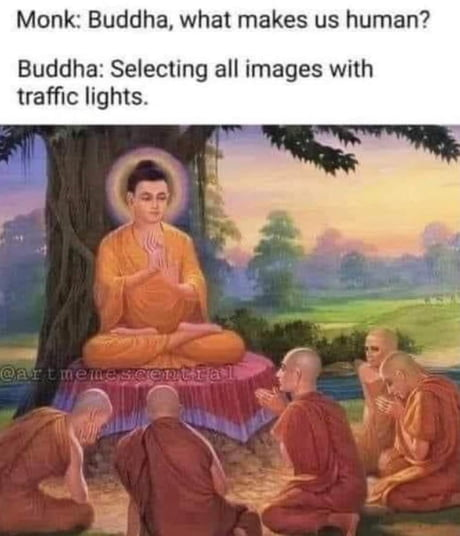 Monk: Buddha, what makes us human?
Buddha: Selecting all images with
traffic lights.
@artmemescentral